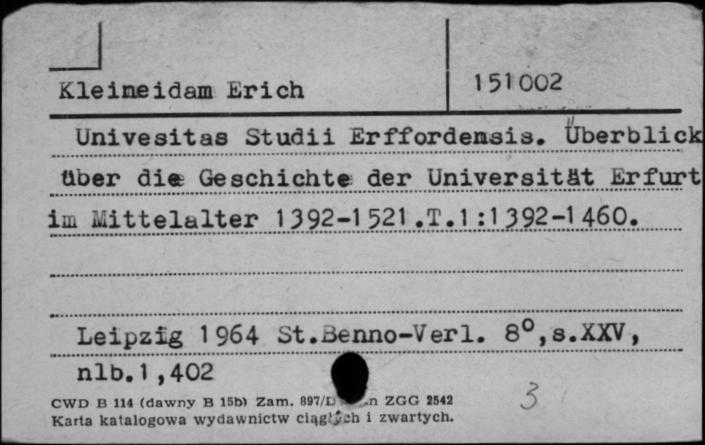 Kleineidam Erich
151002
Univesitas Studii Erffordensis. Überblick
über die Geschichte der Universität Erfurt
im Mittelalter 1392-1521.T.1:1392-1460.
Leipzig 1964 St.Benno-Verl. 8°,s.XXV,
nlb.1,402
CWD B 114 (dawny B 15b) Zam. 897/ ZGG 2542
3
Karta katalogowa wydawnictw ciągłych i zwartych.